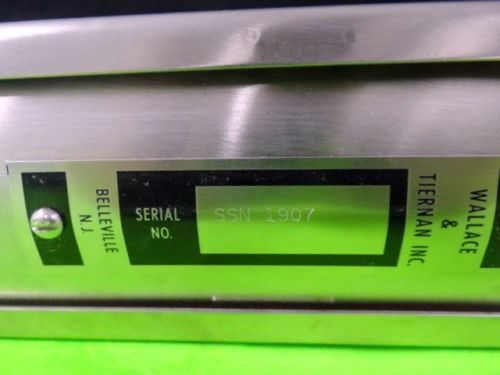 BELLEVILLE
N.J.
SERIAL
NO.
SSN 1907
WALLACE
&
TIERNAN INC.